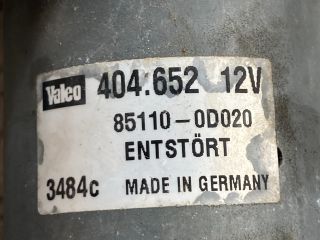 Valeo 404.652 12V
85110-0D020
ENTSTÖRT
3484c MADE IN GERMANY